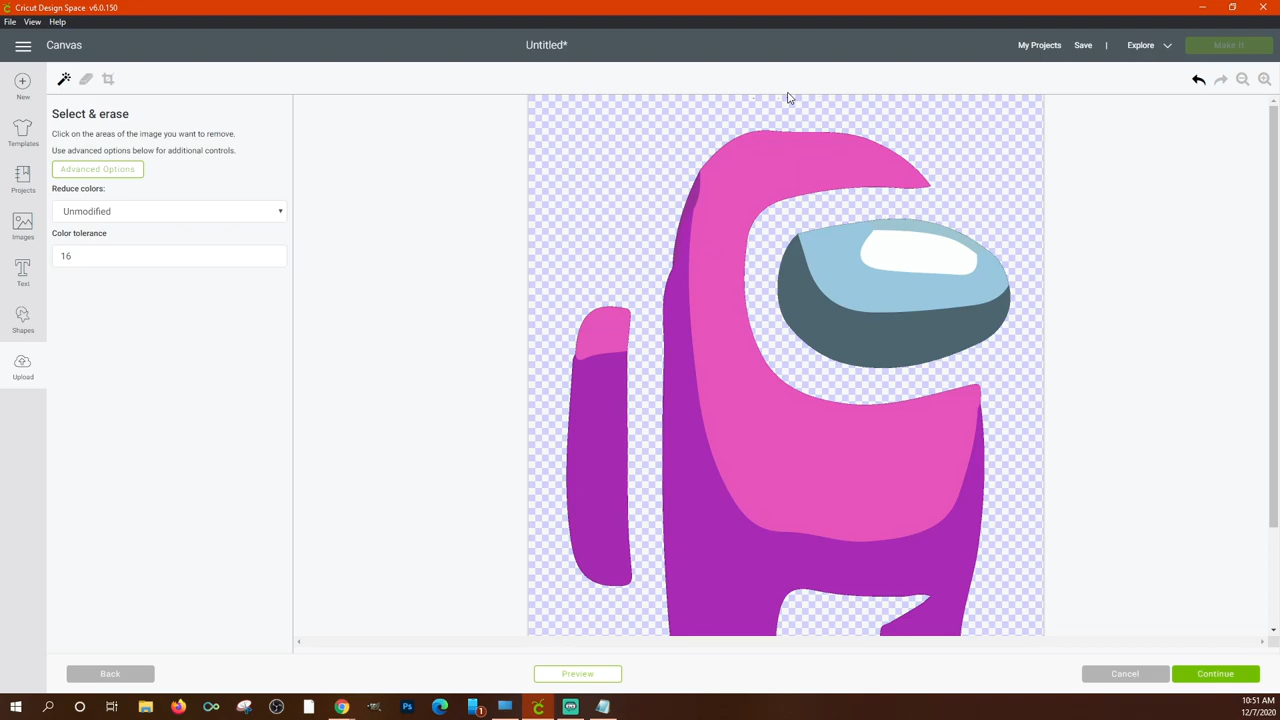 Cricut Design Space v6.0.150
File View Help
Canvas
Untitled*
My Projects Save | Explore Make It
New
Templates
Projects
Images
Text
Shapes
Upload
Select & erase
Click on the areas of the image you want to remove.
Use advanced options below for additional controls.
Advanced Options
Reduce colors:
Unmodified
Color tolerance
16
Back
Preview
Cancel
Continue
1
10:51 AM
12/7/2020